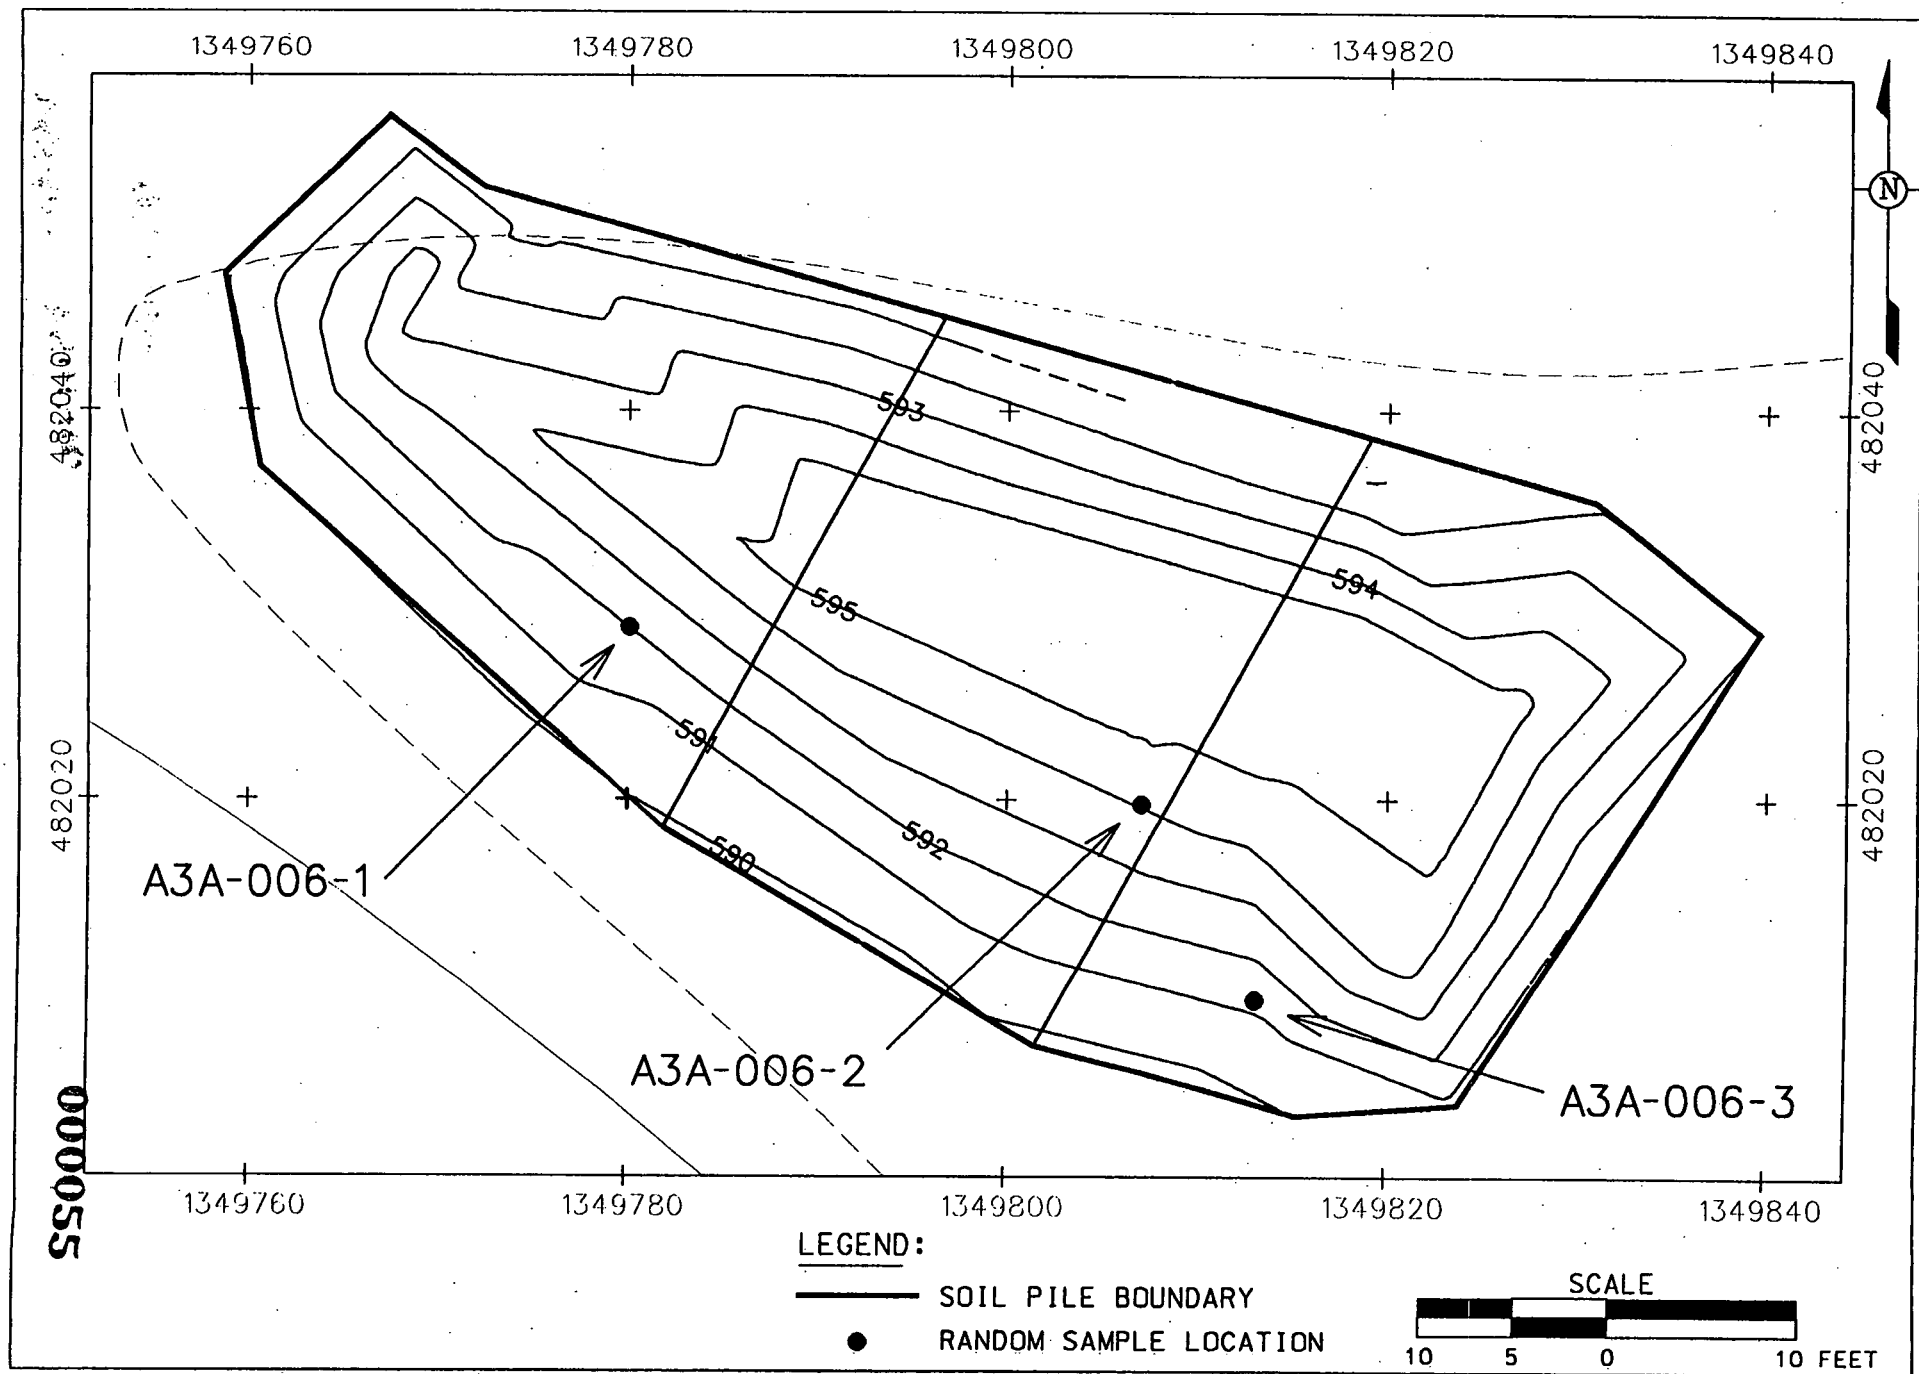 1349760 1349780 1349800 1349820 1349840
N
482040 482040
593
594
595
591
482020 482020
592
590
A3A-006-1
A3A-006-2
A3A-006-3
000055
1349760 1349780 1349800 1349820 1349840
LEGEND:
SOIL PILE BOUNDARY
RANDOM SAMPLE LOCATION
SCALE
10 5 0 10 FEET